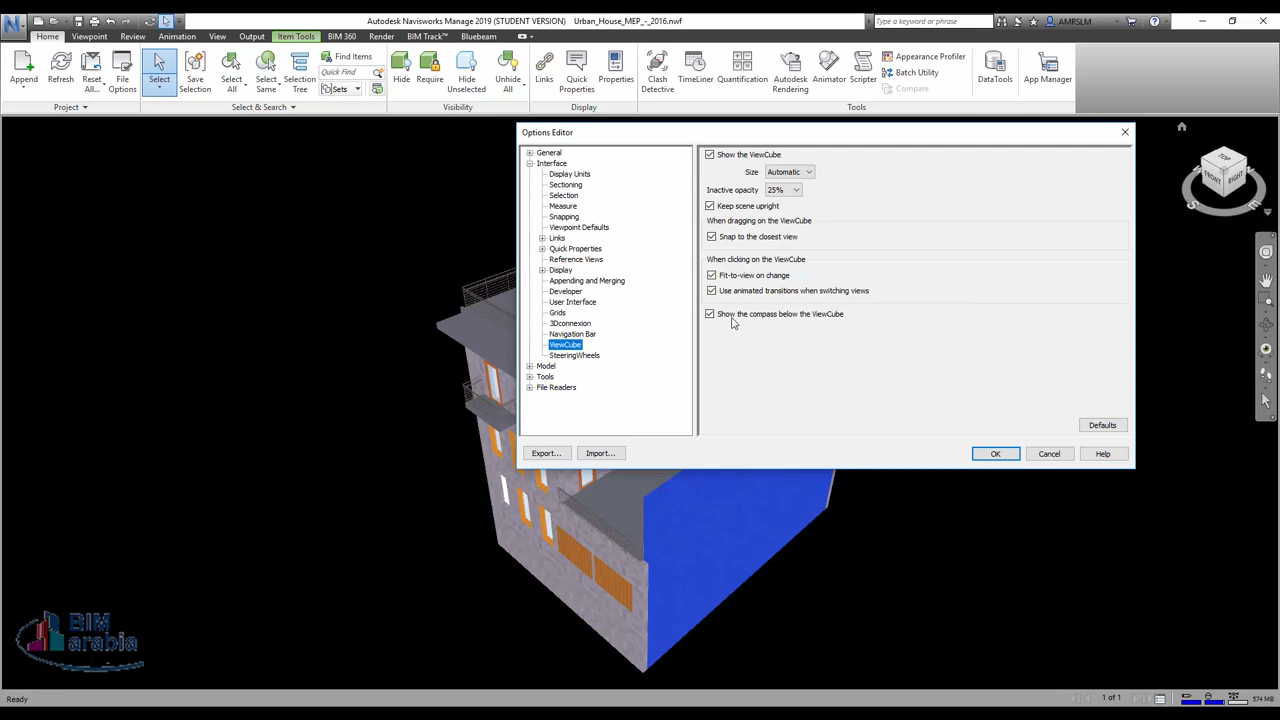 Autodesk Navisworks Manage 2019 (STUDENT VERSION) Urban_House_MEP_-_2016.nwf
Type a keyword or phrase
AMRSLM
Home Viewpoint Review Animation View Output Item Tools BIM 360 Render BIM Track™ Bluebeam
Append
Refresh
Reset... All...
File Options
Project
Select
Save Selection
Select All
Select Same
Selection Tree
Find Items
Quick Find
Sets
Select & Search
Hide
Require
Hide Unselected
Unhide All
Visibility
Links
Quick Properties
Properties
Display
Clash Detective
TimeLiner
Quantification
Autodesk Rendering
Animator
Scripter
Appearance Profiler
Batch Utility
Compare
Tools
DataTools
App Manager
Options Editor
General
Interface
Display Units
Sectioning
Selection
Measure
Snapping
Viewpoint Defaults
Links
Quick Properties
Reference Views
Display
Appending and Merging
Developer
User Interface
Grids
3Dconnexion
Navigation Bar
ViewCube
SteeringWheels
Model
Tools
File Readers
Show the ViewCube
Size Automatic
Inactive opacity 25%
Keep scene upright
When dragging on the ViewCube
Snap to the closest view
When clicking on the ViewCube
Fit-to-view on change
Use animated transitions when switching views
Show the compass below the ViewCube
Defaults
Export... Import... OK Cancel Help
TOP
FRONT RIGHT
BIM
arabia
Ready
1 of 1
574 MB